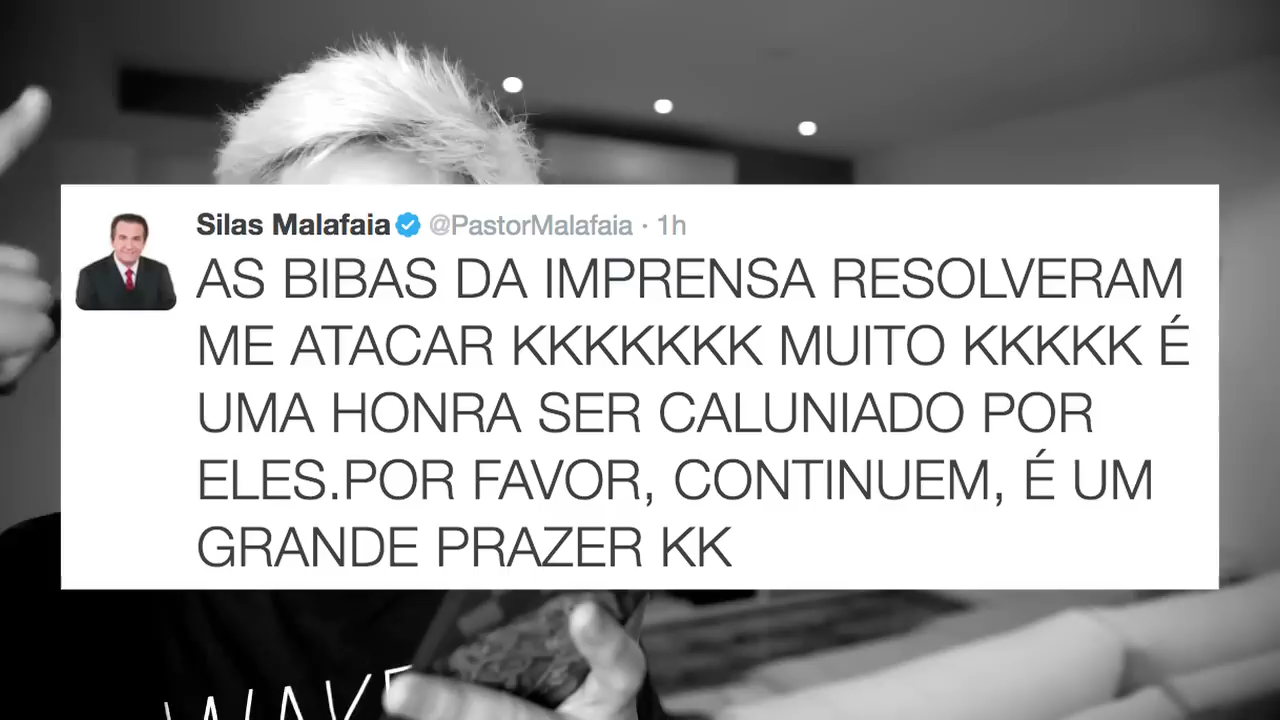 Silas Malafaia @PastorMalafaia · 1h
AS BIBAS DA IMPRENSA RESOLVERAM
ME ATACAR KKKKKKK MUITO KKKKK É
UMA HONRA SER CALUNIADO POR
ELES.POR FAVOR, CONTINUEM, É UM
GRANDE PRAZER KK
WAKE